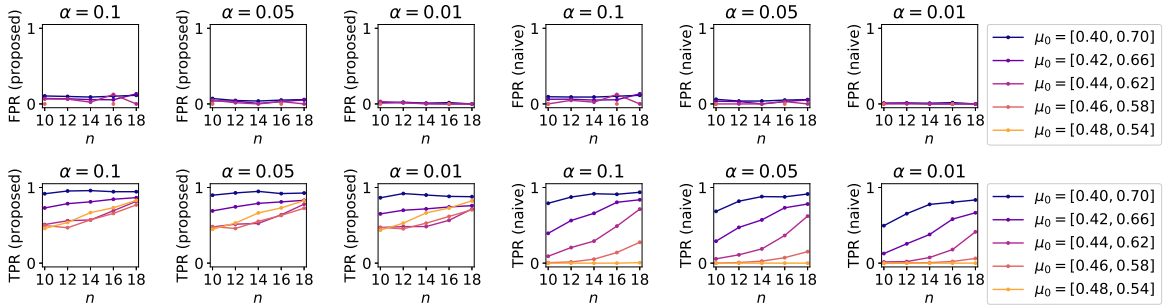 α = 0.1
α = 0.05
α = 0.01
α = 0.1
α = 0.05
α = 0.01
FPR (proposed)
1
0
10 12 14 16 18
n
FPR (proposed)
1
0
10 12 14 16 18
n
FPR (proposed)
1
0
10 12 14 16 18
n
FPR (naive)
1
0
10 12 14 16 18
n
FPR (naive)
1
0
10 12 14 16 18
n
FPR (naive)
1
0
10 12 14 16 18
n
μ₀ = [0.40, 0.70]
μ₀ = [0.42, 0.66]
μ₀ = [0.44, 0.62]
μ₀ = [0.46, 0.58]
μ₀ = [0.48, 0.54]
α = 0.1
α = 0.05
α = 0.01
α = 0.1
α = 0.05
α = 0.01
TPR (proposed)
1
0
10 12 14 16 18
n
TPR (proposed)
1
0
10 12 14 16 18
n
TPR (proposed)
1
0
10 12 14 16 18
n
TPR (naive)
1
0
10 12 14 16 18
n
TPR (naive)
1
0
10 12 14 16 18
n
TPR (naive)
1
0
10 12 14 16 18
n
μ₀ = [0.40, 0.70]
μ₀ = [0.42, 0.66]
μ₀ = [0.44, 0.62]
μ₀ = [0.46, 0.58]
μ₀ = [0.48, 0.54]